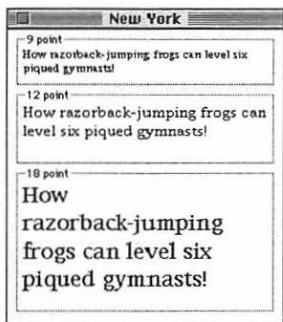 New York
9 point
How razorback-jumping frogs can level six
piqued gymnasts!
12 point
How razorback-jumping frogs can
level six piqued gymnasts!
18 point
How
razorback-jumping
frogs can level six
piqued gymnasts!